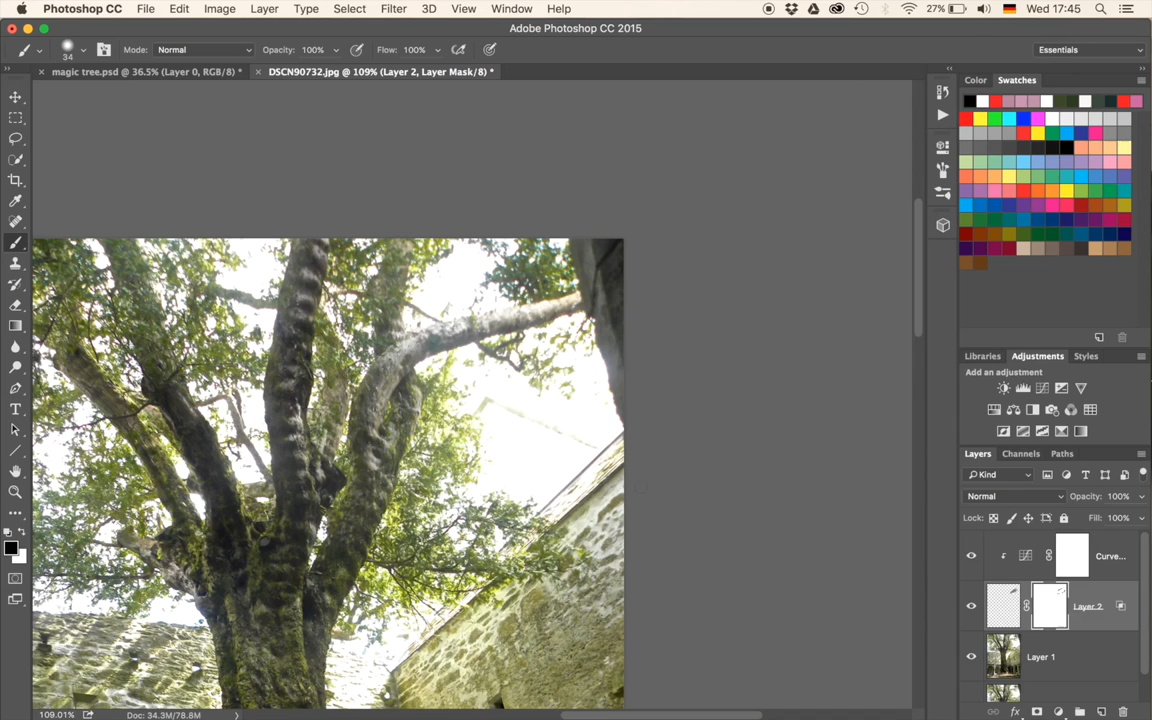 Photoshop CC File Edit Image Layer Type Select Filter 3D View Window Help 27% Wed 17:45
Adobe Photoshop CC 2015
34 Mode: Normal Opacity: 100% Flow: 100% Essentials
magic tree.psd @ 36.5% (Layer 0, RGB/8) * DSCN90732.jpg @ 109% (Layer 2, Layer Mask/8) *
Color Swatches
Libraries Adjustments Styles
Add an adjustment
Layers Channels Paths
Kind
Normal Opacity: 100%
Lock: Fill: 100%
Curve...
Layer 2
Layer 1
109.01% Doc: 34.3M/78.8M